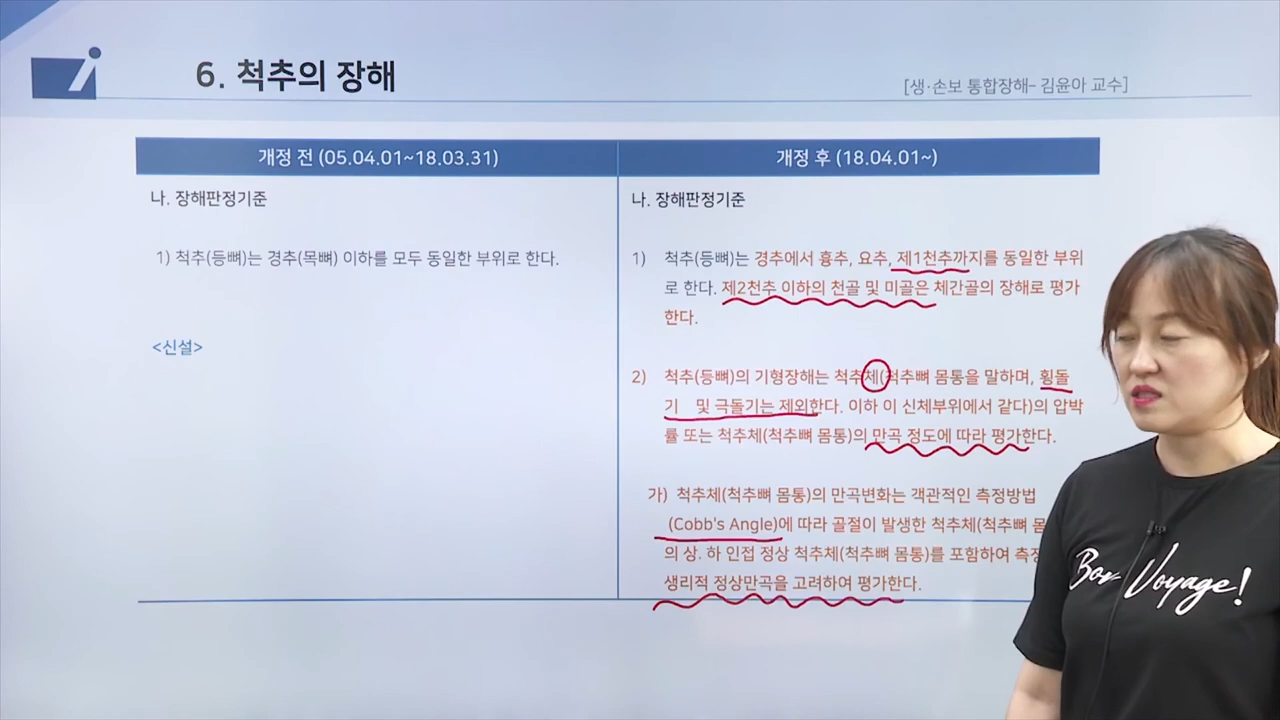 6. 척추의 장해
[생·손보 통합장해- 김윤아 교수]
개정 전 (05.04.01~18.03.31)
개정 후 (18.04.01~)
나. 장해판정기준
1) 척추(등뼈)는 경추(목뼈) 이하를 모두 동일한 부위로 한다.
<신설>
나. 장해판정기준
1) 척추(등뼈)는 경추에서 흉추, 요추, 제1천추까지를 동일한 부위
로 한다. 제2천추 이하의 천골 및 미골은 체간골의 장해로 평가
한다.
2) 척추(등뼈)의 기형장해는 척추체(척추뼈 몸통을 말하며, 횡돌
기 및 극돌기는 제외한다. 이하 이 신체부위에서 같다)의 압박
률 또는 척추체(척추뼈 몸통)의 만곡 정도에 따라 평가한다.
가) 척추체(척추뼈 몸통)의 만곡변화는 객관적인 측정방법
(Cobb's Angle)에 따라 골절이 발생한 척추체(척추뼈
의 상. 하 인접 정상 척추체(척추뼈 몸통)를 포함하여
생리적 정상만곡을 고려하여 평가한다.
Bon Voyage!